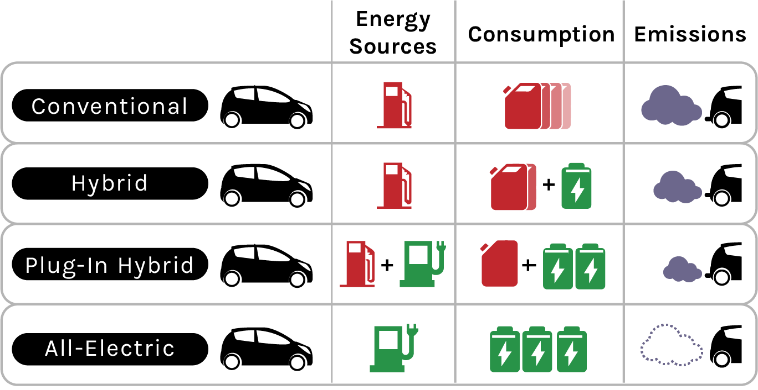 Energy
Sources
Consumption
Emissions
Conventional
+
Hybrid
+
Plug-In Hybrid
+
All-Electric